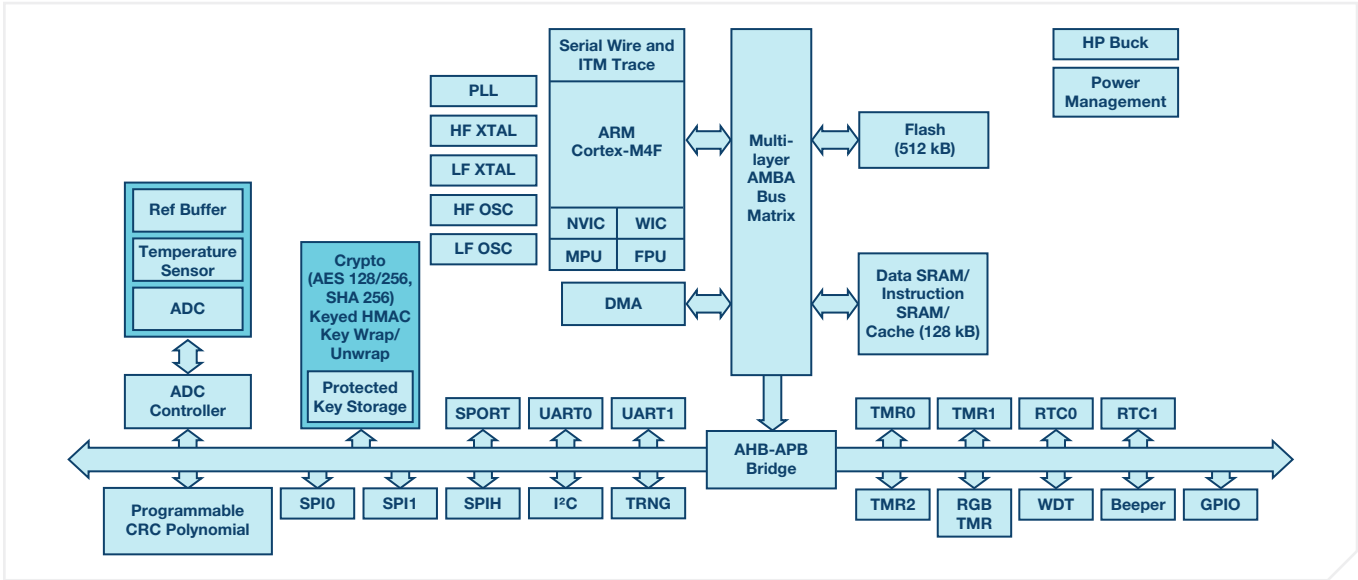 Serial Wire and
ITM Trace
HP Buck
Power
Management
PLL
HF XTAL
LF XTAL
HF OSC
LF OSC
ARM
Cortex-M4F
NVIC
WIC
MPU
FPU
DMA
Multi-
layer
AMBA
Bus
Matrix
Flash
(512 kB)
Data SRAM/
Instruction
SRAM/
Cache (128 kB)
Ref Buffer
Temperature
Sensor
ADC
ADC
Controller
Crypto
(AES 128/256,
SHA 256)
Keyed HMAC
Key Wrap/
Unwrap
Protected
Key Storage
SPORT
UART0
UART1
AHB-APB
Bridge
TMR0
TMR1
RTC0
RTC1
Programmable
CRC Polynomial
SPI0
SPI1
SPIH
I²C
TRNG
TMR2
RGB
TMR
WDT
Beeper
GPIO